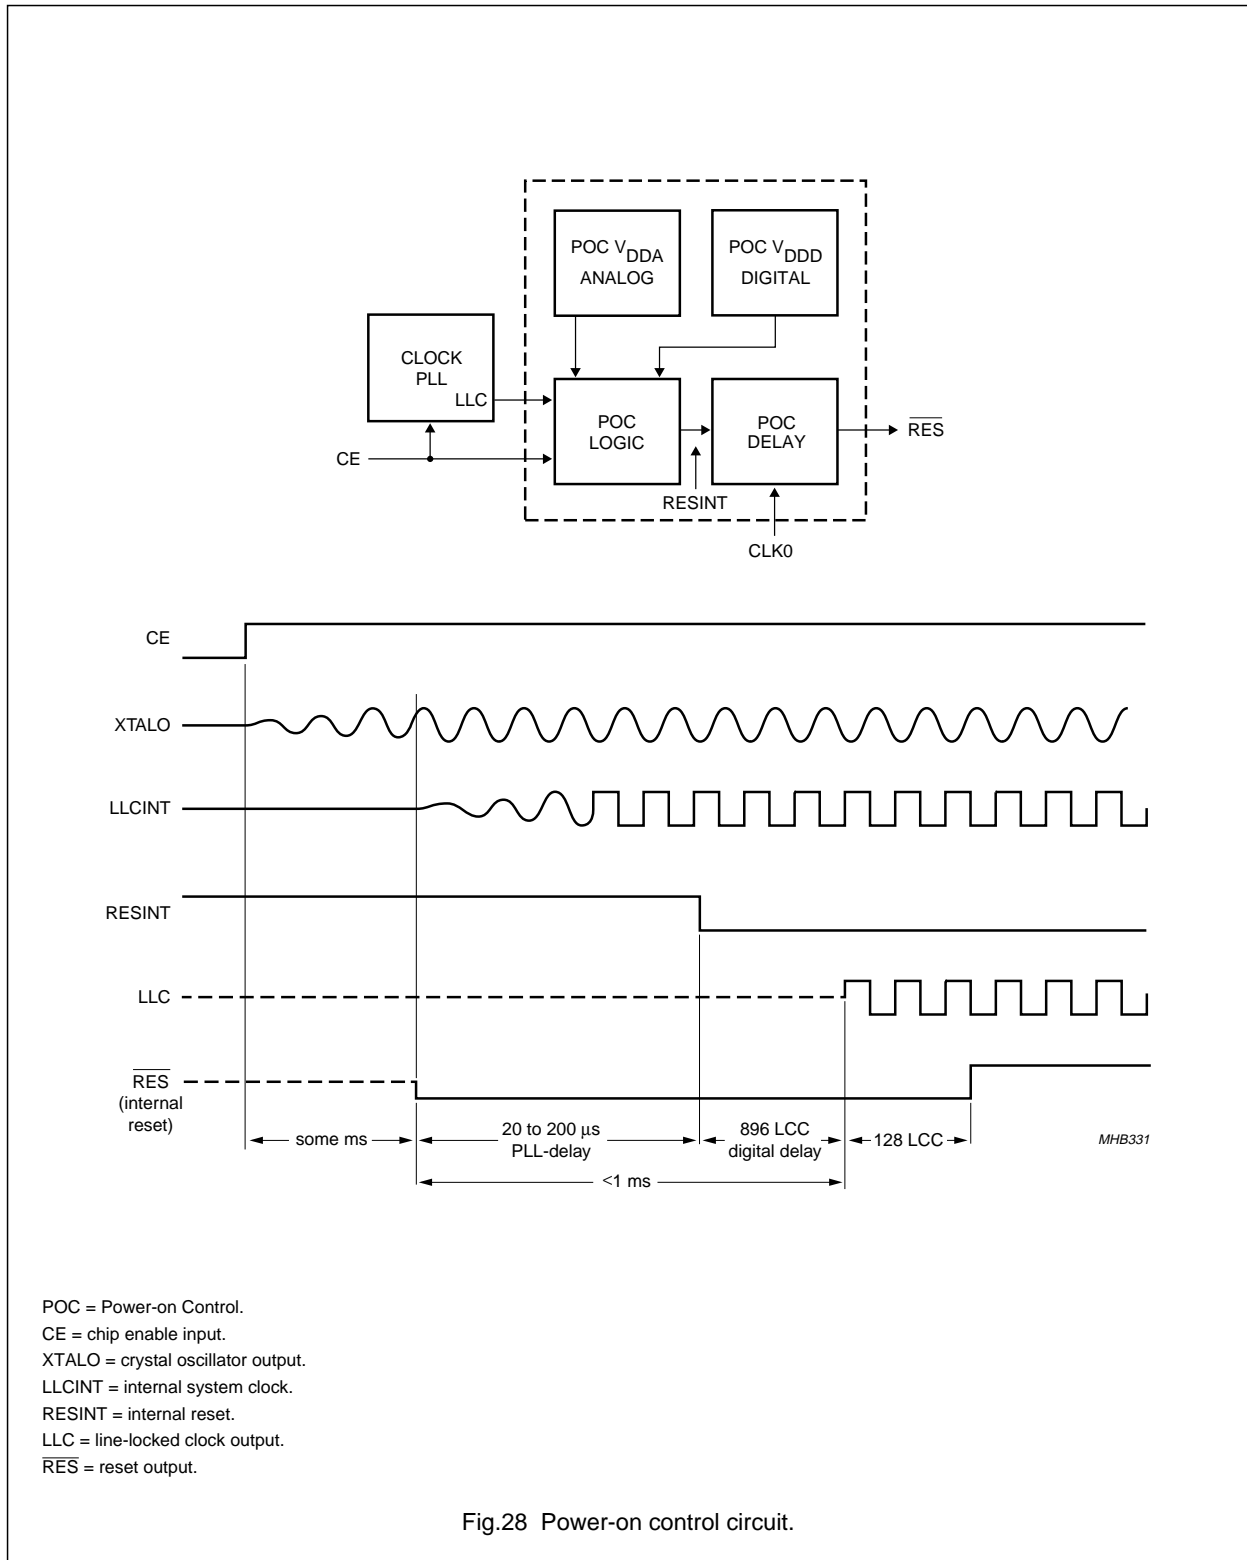 POC VDDA
ANALOG
POC VDDD
DIGITAL
CLOCK
PLL
LLC
POC
LOGIC
POC
DELAY
RES
CE
RESINT
CLK0
CE
XTALO
LLCINT
RESINT
LLC
RES
(internal
reset)
some ms
20 to 200 μs
PLL-delay
896 LCC
digital delay
128 LCC
MHB331
<1 ms
POC = Power-on Control.
CE = chip enable input.
XTALO = crystal oscillator output.
LLCINT = internal system clock.
RESINT = internal reset.
LLC = line-locked clock output.
RES = reset output.
Fig.28 Power-on control circuit.